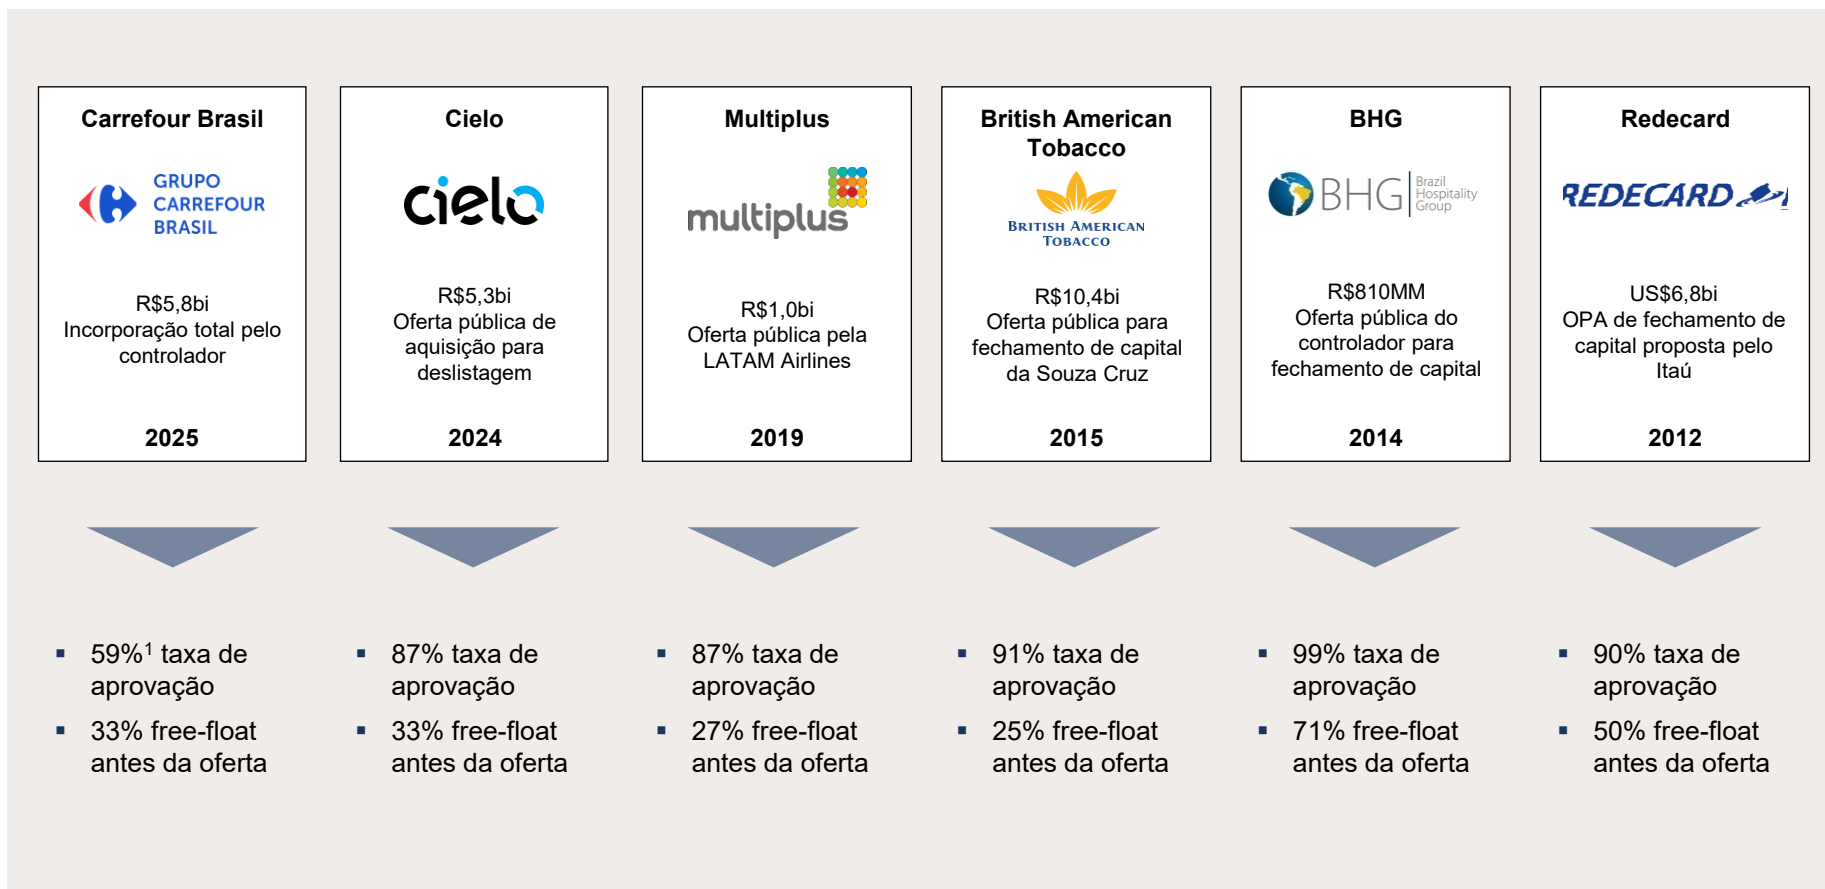 Carrefour Brasil
GRUPO
CARREFOUR
BRASIL
R$5,8bi
Incorporação total pelo
controlador
2025
Cielo
cielo
R$5,3bi
Oferta pública de
aquisição para
deslistagem
2024
Multiplus
multiplus
R$1,0bi
Oferta pública pela
LATAM Airlines
2019
British American
Tobacco
BRITISH AMERICAN
TOBACCO
R$10,4bi
Oferta pública para
fechamento de capital
da Souza Cruz
2015
BHG
BHG
Brazil
Hospitality
Group
R$810MM
Oferta pública do
controlador para
fechamento de capital
2014
Redecard
REDECARD
US$6,8bi
OPA de fechamento de
capital proposta pelo
Itaú
2012
▪ 59%¹ taxa de
aprovação
▪ 33% free-float
antes da oferta
▪ 87% taxa de
aprovação
▪ 33% free-float
antes da oferta
▪ 87% taxa de
aprovação
▪ 27% free-float
antes da oferta
▪ 91% taxa de
aprovação
▪ 25% free-float
antes da oferta
▪ 99% taxa de
aprovação
▪ 71% free-float
antes da oferta
▪ 90% taxa de
aprovação
▪ 50% free-float
antes da oferta